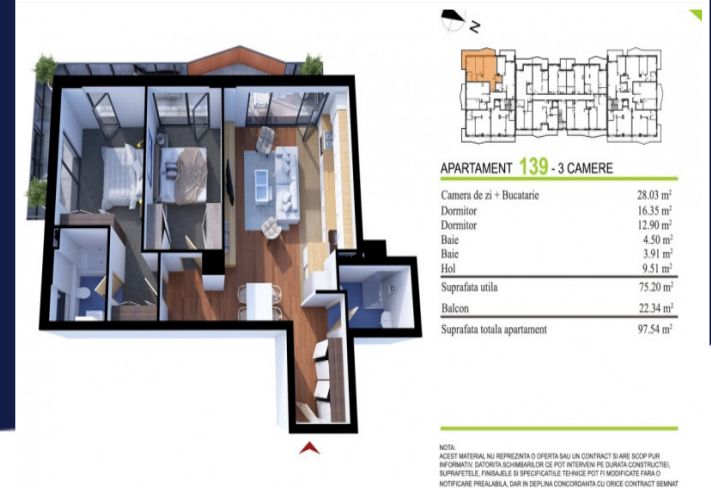 N
APARTAMENT 139 - 3 CAMERE
Camera de zi + Bucatarie 28.03 m²
Dormitor 16.35 m²
Dormitor 12.90 m²
Baie 4.50 m²
Baie 3.91 m²
Hol 9.51 m²
Suprafata utila 75.20 m²
Balcon 22.34 m²
Suprafata totala apartament 97.54 m²
NOTA:
ACEST MATERIAL NU REPREZINTA O OFERTA SAU UN CONTRACT SI ARE SCOP PUR
INFORMATIV. DATORITA SCHIMBARILOR CE POT INTERVENI PE DURATA CONSTRUCTIEI,
SUPRAFETELE, FINISAJELE SI SPECIFICATIILE TEHNICE POT FI MODIFICATE FARA O
NOTIFICARE PREALABILA, DAR IN DEPLINA CONCORDANTA CU ORICE CONTRACT SEMNAT